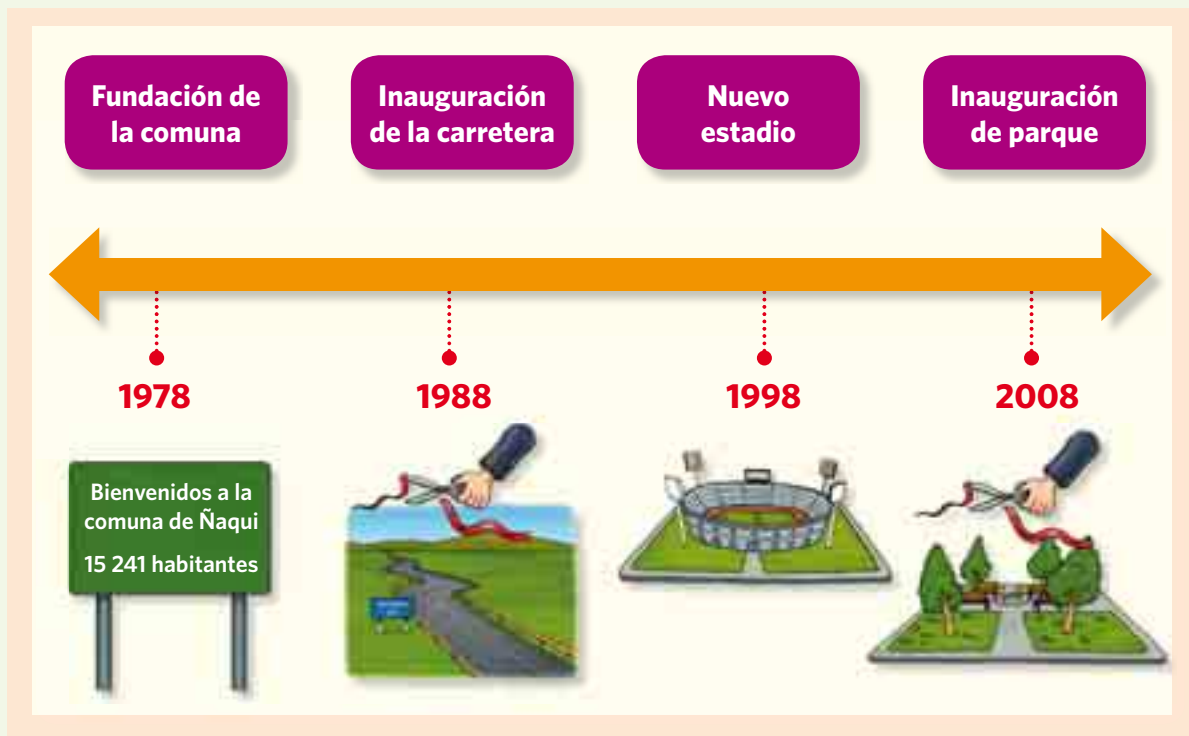 Fundación de
la comuna
Inauguración
de la carretera
Nuevo
estadio
Inauguración
de parque
1978
1988
1998
2008
Bienvenidos a la
comuna de Ñaqui
15 241 habitantes